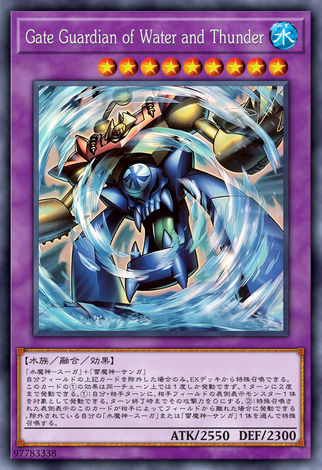 Gate Guardian of Water and Thunder 水
【水族/融合/効果】
「水魔神-スーガ」+「雷魔神-サンガ」
自分フィールドの上記カードを除外した場合のみ、EXデッキから特殊召喚できる。
このカードの①の効果は同一チェーン上では1度しか発動できず、1ターンに2度
まで発動できる。①:自分・相手ターンに、相手フィールドの表側表示モンスター1体
を対象として発動できる。ターン終了時までその攻撃力を0にする。②:特殊召喚さ
れた表側表示のこのカードが相手によってフィールドから離れた場合に発動できる
。除外されている自分の「水魔神-スーガ」または「雷魔神-サンガ」1体を選んで特殊
召喚する。
ATK/2550 DEF/2300
97783338